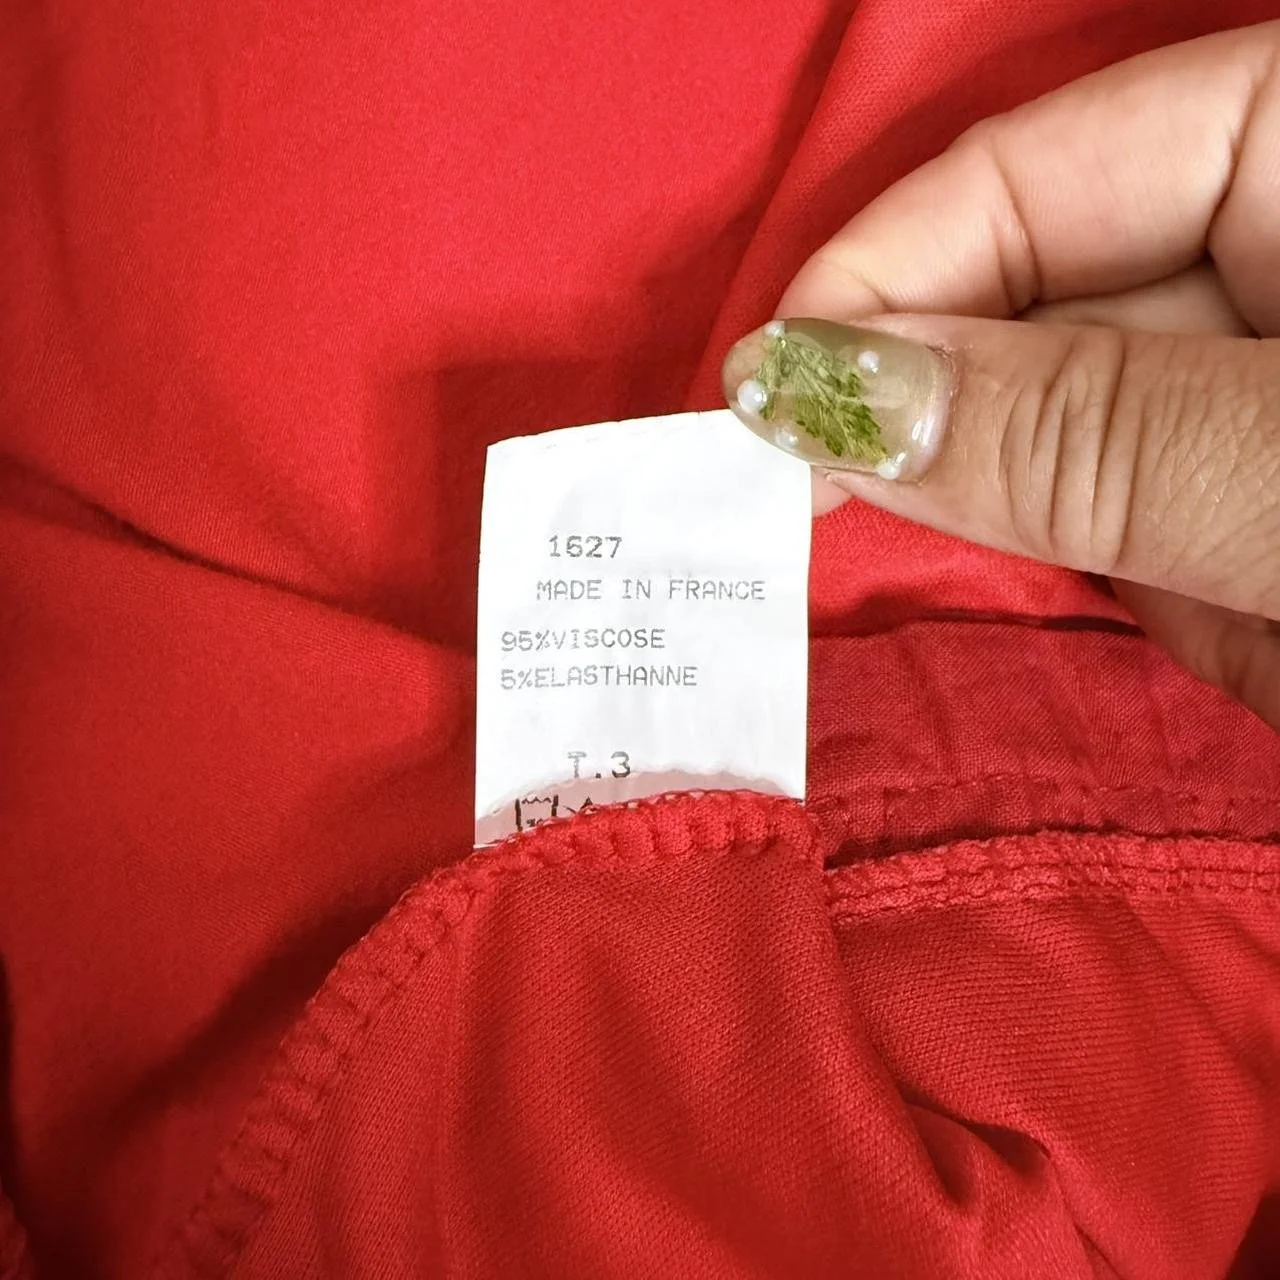 1627
MADE IN FRANCE
95%VISCOSE
5%ELASTHANNE
T.3